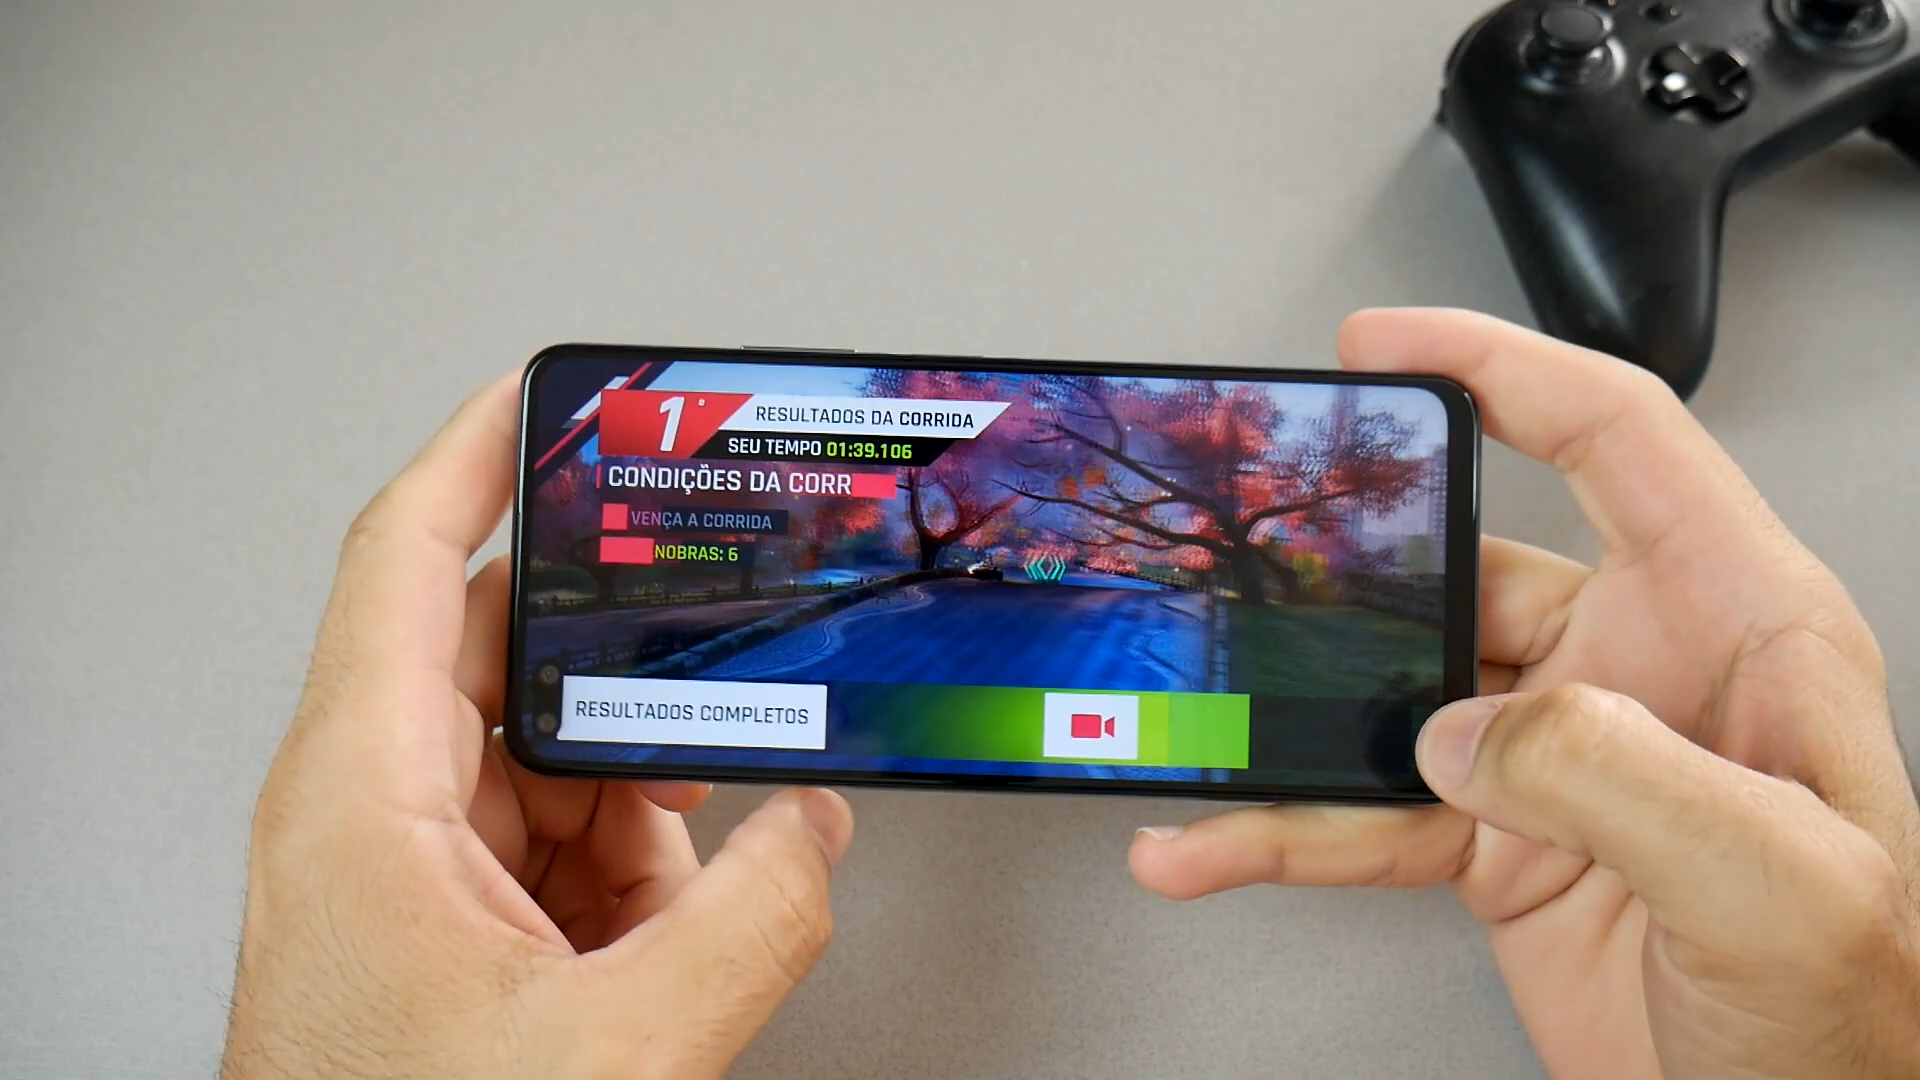 1°
RESULTADOS DA CORRIDA
SEU TEMPO 01:39.106
CONDIÇÕES DA CORR
VENÇA A CORRIDA
NOBRAS: 6
RESULTADOS COMPLETOS